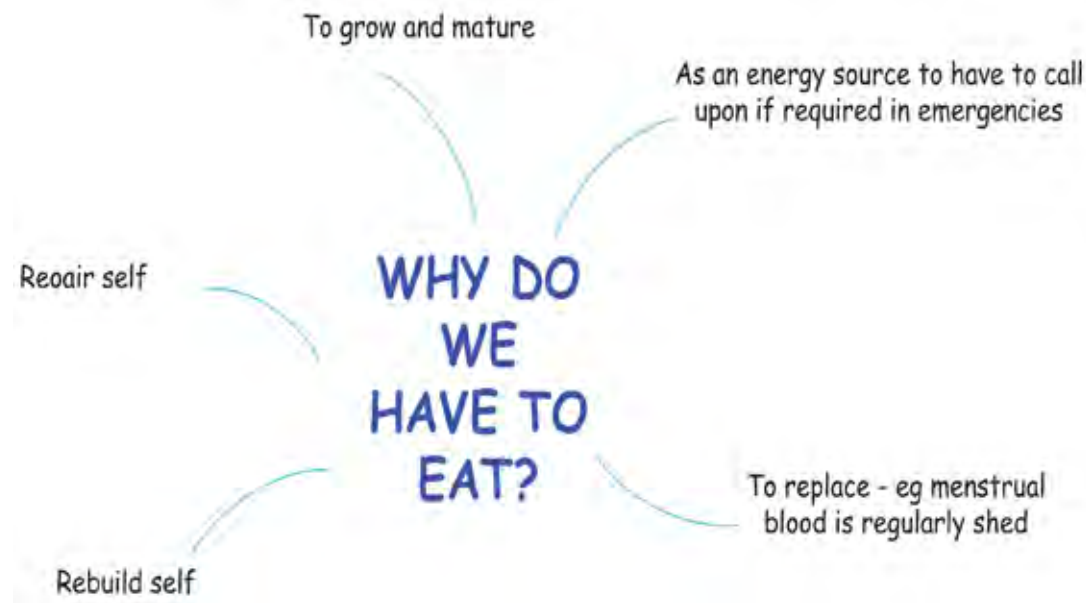 To grow and mature
As an energy source to have to call
upon if required in emergencies
Reoair self
WHY DO
WE
HAVE TO
EAT?
To replace - eg menstrual
blood is regularly shed
Rebuild self